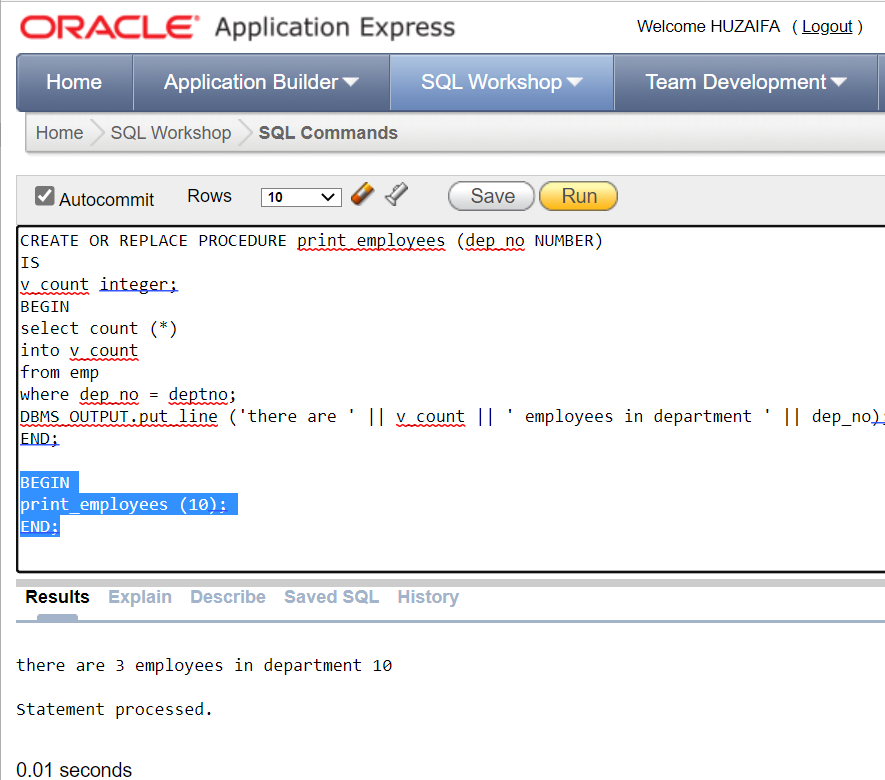 ORACLE® Application Express
Welcome HUZAIFA ( Logout )
Home Application Builder SQL Workshop Team Development
Home SQL Workshop SQL Commands
Autocommit Rows 10 Save Run
CREATE OR REPLACE PROCEDURE print_employees (dep_no NUMBER)
IS
v_count integer;
BEGIN
select count (*)
into v_count
from emp
where dep_no = deptno;
DBMS_OUTPUT.put_line ('there are ' || v_count || ' employees in department ' || dep_no);
END;
BEGIN
print_employees (10);
END;
Results Explain Describe Saved SQL History
there are 3 employees in department 10
Statement processed.
0.01 seconds